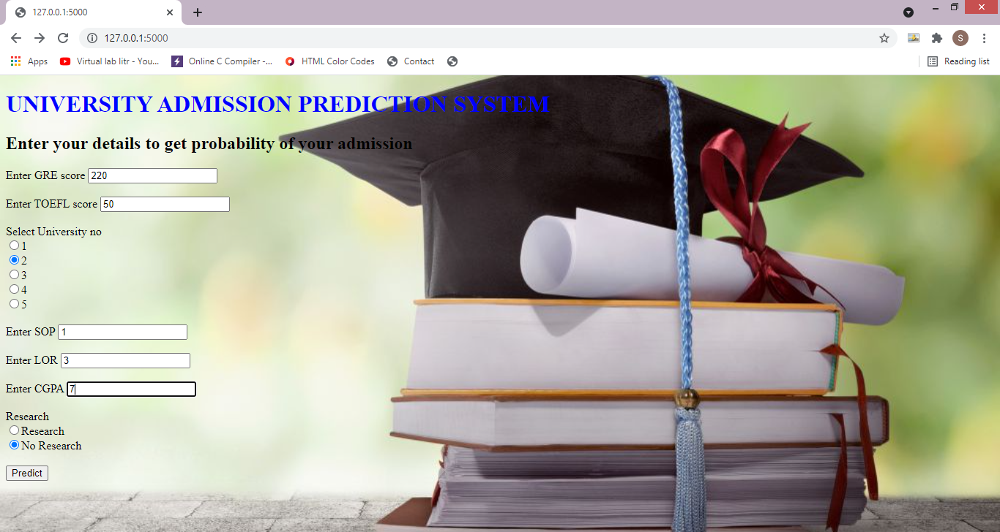 127.0.0.1:5000
127.0.0.1:5000
S
Apps Virtual lab Iitr - You... Online C Compiler -... HTML Color Codes Contact Reading list
UNIVERSITY ADMISSION PREDICTION SYSTEM
Enter your details to get probability of your admission
Enter GRE score 220
Enter TOEFL score 50
Select University no
1
2
3
4
5
Enter SOP 1
Enter LOR 3
Enter CGPA 7
Research
Research
No Research
Predict